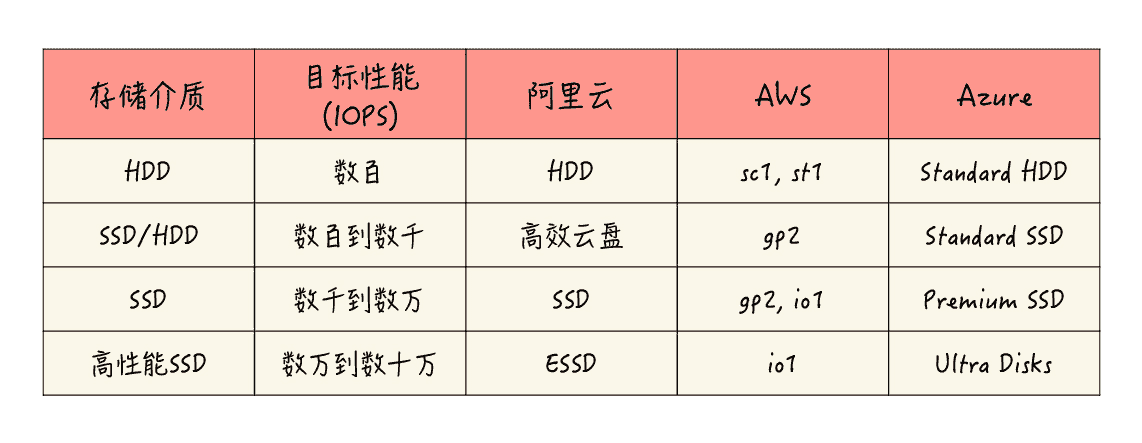 存储介质
目标性能
(IOPS)
阿里云
AWS
Azure
HDD
数百
HDD
sc1, st1
Standard HDD
SSD/HDD
数百到数千
高效云盘
gp2
Standard SSD
SSD
数千到数万
SSD
gp2, io1
Premium SSD
高性能SSD
数万到数十万
ESSD
io1
Ultra Disks